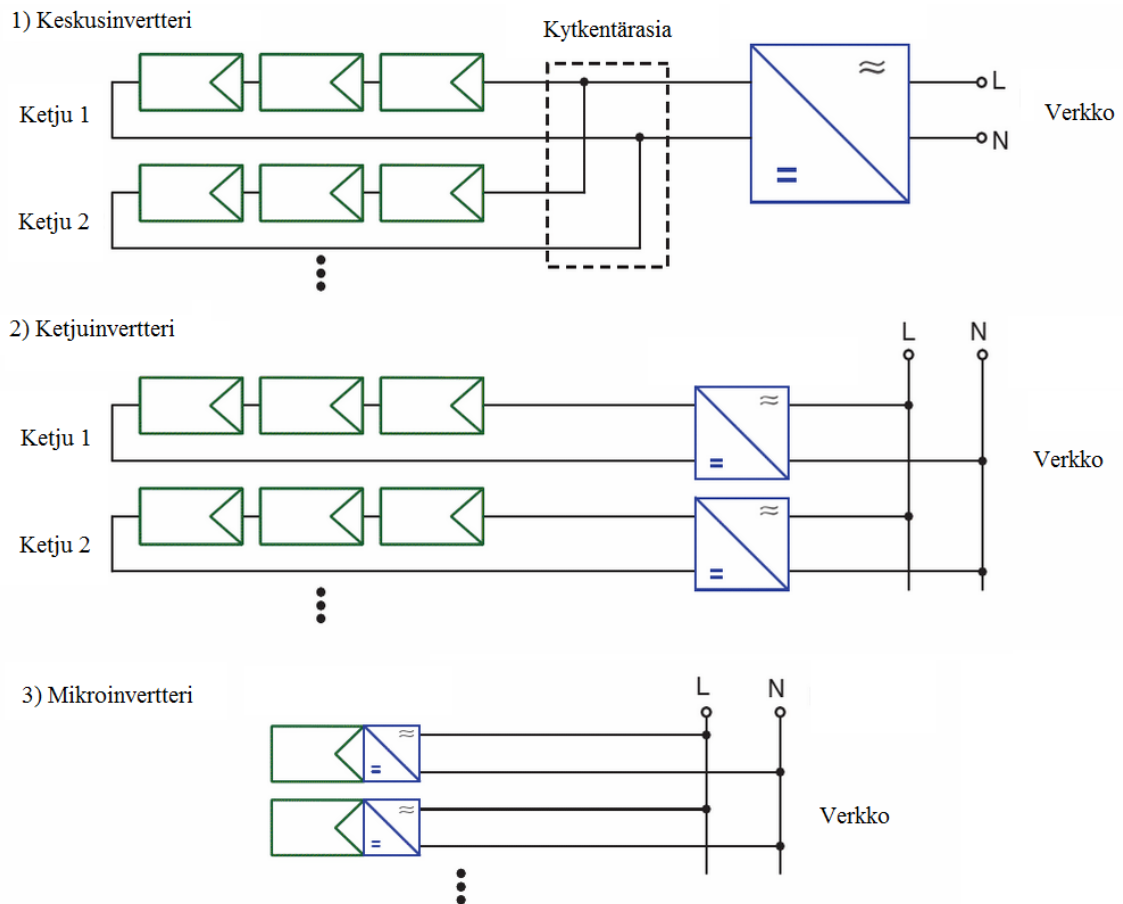 1) Keskusinvertteri
Kytkentärasia
Ketju 1
L
Verkko
N
Ketju 2
2) Ketjuinvertteri
L N
Ketju 1
Verkko
Ketju 2
3) Mikroinvertteri
L N
Verkko